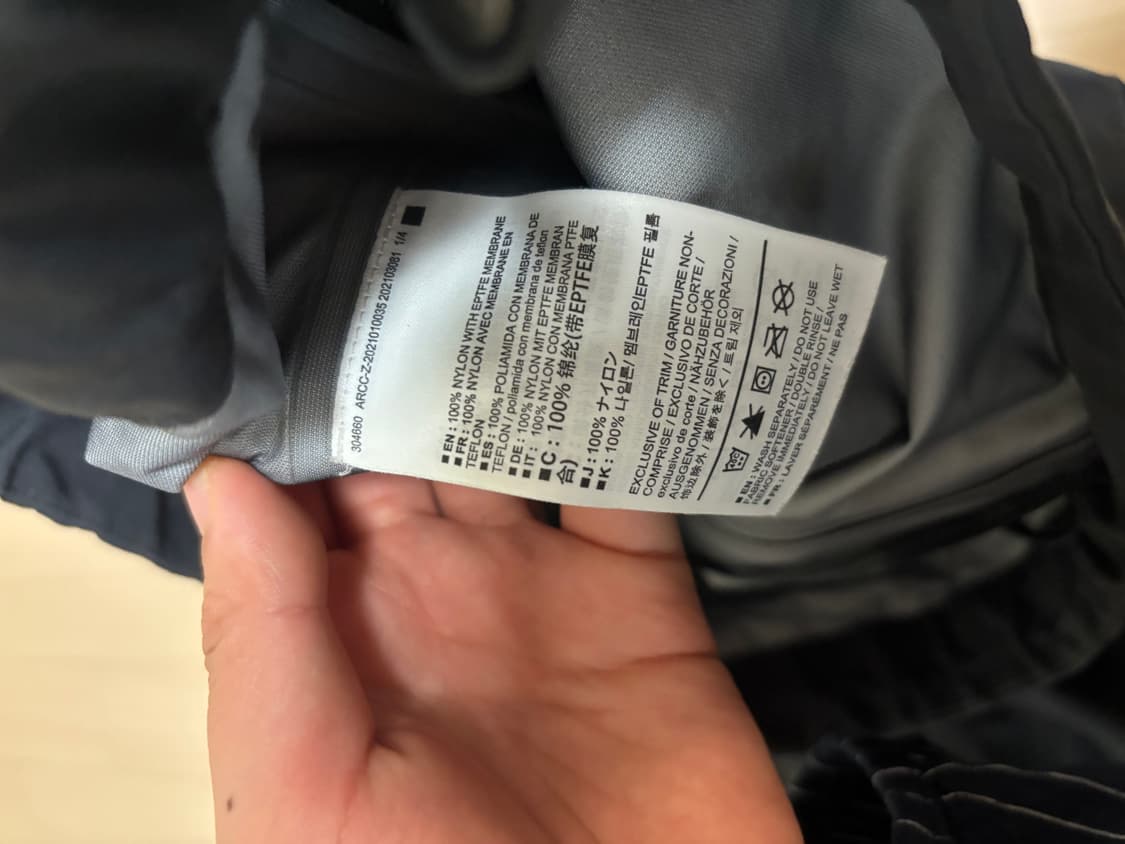 304660 ARCC-Z-2021010035 202103081 1/4
■ EN : 100% NYLON WITH EPTFE MEMBRANE
■ FR : 100% NYLON AVEC MEMBRANE EN
TEFLON
■ ES : 100% POLIAMIDA CON MEMBRANA DE
TEFLON / poliamida con membrana de teflon
■ DE : 100% NYLON MIT EPTFE MEMBRAN
■ IT : 100% NYLON CON MEMBRANA PTFE
■ C : 100% 锦纶(带EPTFE膜复
合)
■ J : 100% ナイロン
■ K : 100% 나일론/ 멤브레인EPTFE 필름
EXCLUSIVE OF TRIM / GARNITURE NON-
COMPRISE / EXCLUSIVO DE CORTE /
exclusivo de corte / NÄHZUBEHÖR
AUSGENOMMEN / SENZA DECORAZIONI /
饰边除外 / 装飾を除く / 트림 제외
■ EN : WASH SEPARATELY / DO NOT USE
FABRIC SOFTENER / DOUBLE RINSE /
REMOVE IMMEDIATELY / DO NOT LEAVE WET
■ FR : LAVER SEPARÉMENT / NE PAS